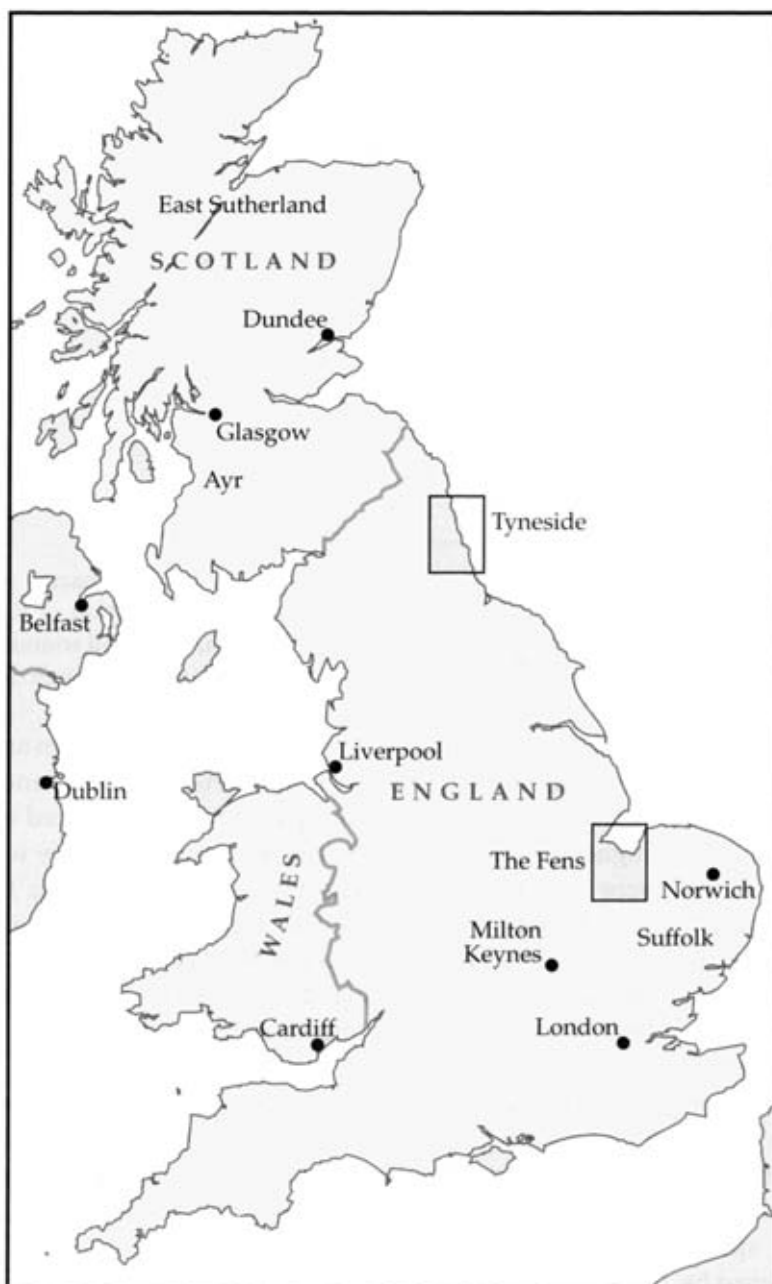 East Sutherland
SCOTLAND
Dundee
Glasgow
Ayr
Tyneside
Belfast
Liverpool
Dublin
ENGLAND
The Fens
WALES
Norwich
Milton
Keynes
Suffolk
Cardiff
London